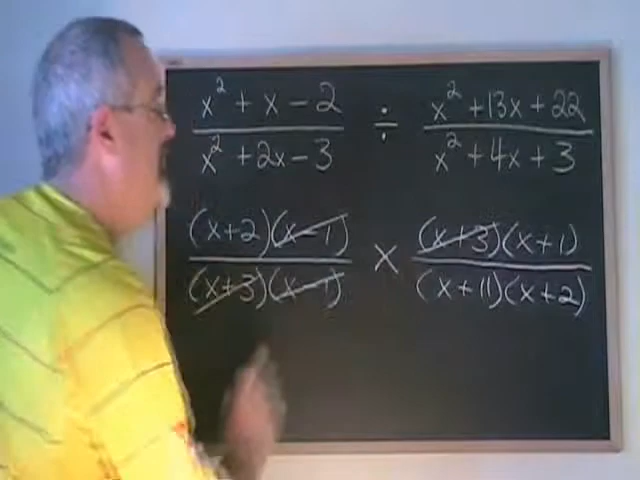 x² + x - 2 ÷ x² + 13x + 22
x² + 2x - 3 x² + 4x + 3
(x+2)(x-1) × (x+3)(x+1)
(x+3)(x-1) (x+11)(x+2)